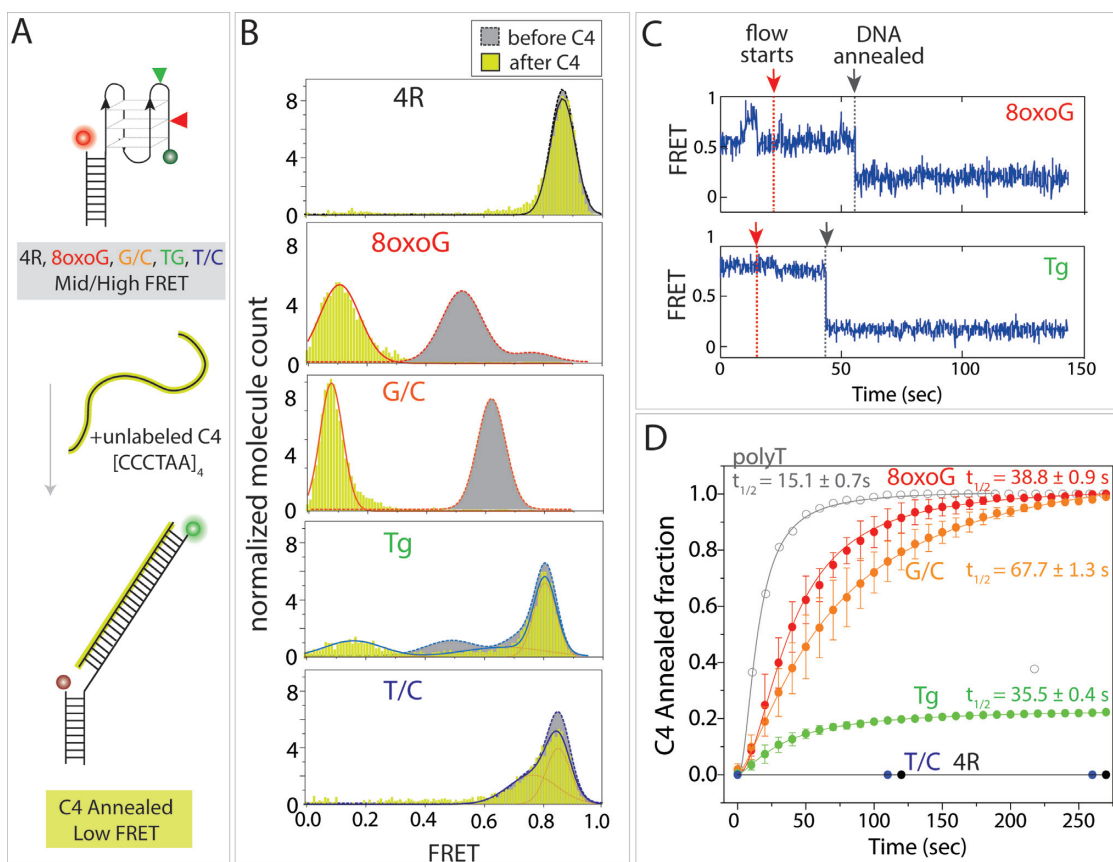 A
4R, 8oxoG, G/C, TG, T/C
Mid/High FRET
+unlabeled C4
[CCCTAA]4
C4 Annealed
Low FRET
B
before C4
after C4
normalized molecule count
4R
8
4
8oxoG
8
4
0
G/C
8
4
0
Tg
8
4
0
T/C
8
4
0
0.0 0.2 0.4 0.6 0.8 1.0
FRET
C
flow starts
DNA annealed
FRET
1
0.5
0
8oxoG
FRET
1
0.5
0
Tg
0 50 100 150
Time (sec)
D
C4 Annealed fraction
1.0
0.8
0.6
0.4
0.2
0.0
polyT
t1/2 = 15.1 ± 0.7s
8oxoG t1/2 = 38.8 ± 0.9 s
G/C t1/2 = 67.7 ± 1.3 s
Tg t1/2 = 35.5 ± 0.4 s
T/C 4R
0 50 100 150 200 250
Time (sec)